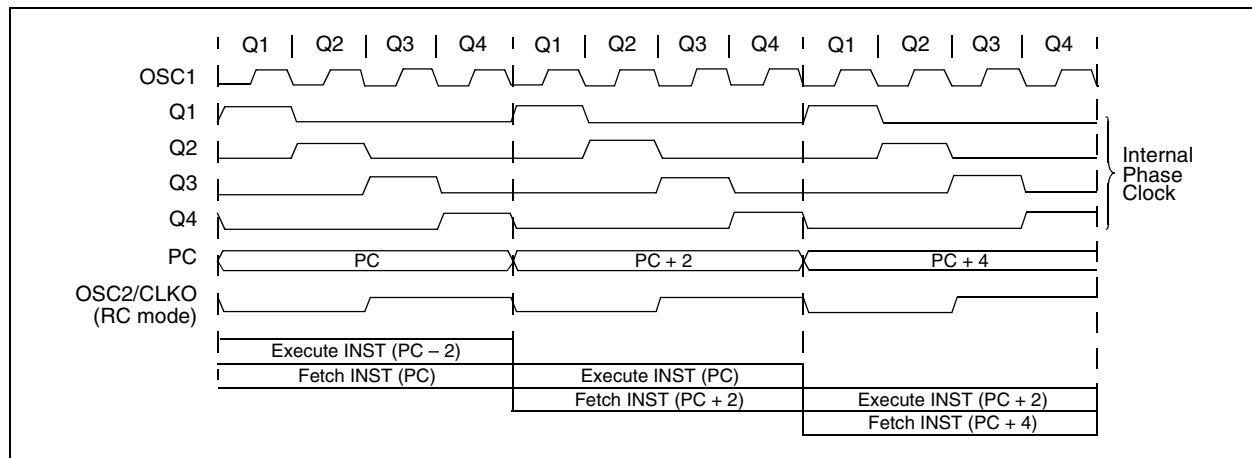 Q1 Q2 Q3 Q4 Q1 Q2 Q3 Q4 Q1 Q2 Q3 Q4
OSC1
Q1
Q2
Q3
Q4
Internal
Phase
Clock
PC PC PC + 2 PC + 4
OSC2/CLKO
(RC mode)
Execute INST (PC – 2)
Fetch INST (PC) Execute INST (PC)
Fetch INST (PC + 2) Execute INST (PC + 2)
Fetch INST (PC + 4)